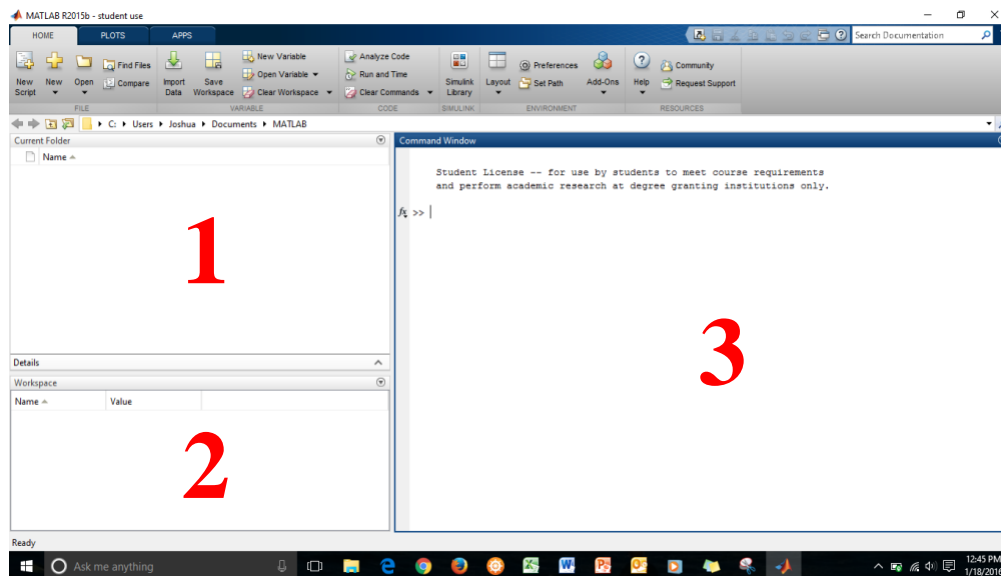 MATLAB R2015b - student use
HOME PLOTS APPS Search Documentation
New Script New Open Find Files Compare Import Data Save Workspace New Variable Open Variable Clear Workspace Analyze Code Run and Time Clear Commands Simulink Library Layout Preferences Set Path Add-Ons Help Community Request Support
FILE VARIABLE CODE SIMULINK ENVIRONMENT RESOURCES
C: Users Joshua Documents MATLAB
Current Folder
Name
1
Details
Workspace
Name Value
2
Command Window
Student License -- for use by students to meet course requirements
and perform academic research at degree granting institutions only.
fx >>
3
Ready
Ask me anything
12:45 PM
1/18/2016